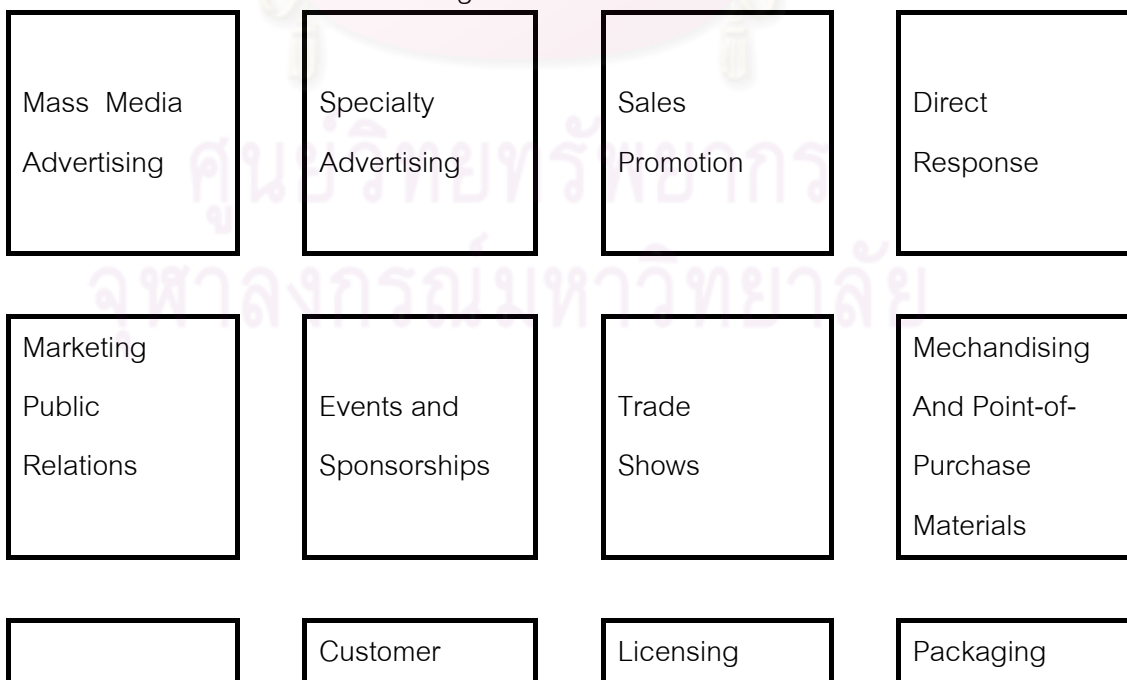 Mass Media
Advertising
Specialty
Advertising
Sales
Promotion
Direct
Response
ศูนย์วิทยทรัพยากร
จุฬาลงกรณ์มหาวิทยาลัย
Marketing
Public
Relations
Events and
Sponsorships
Trade
Shows
Mechandising
And Point-of-
Purchase
Materials
Customer
Licensing
Packaging